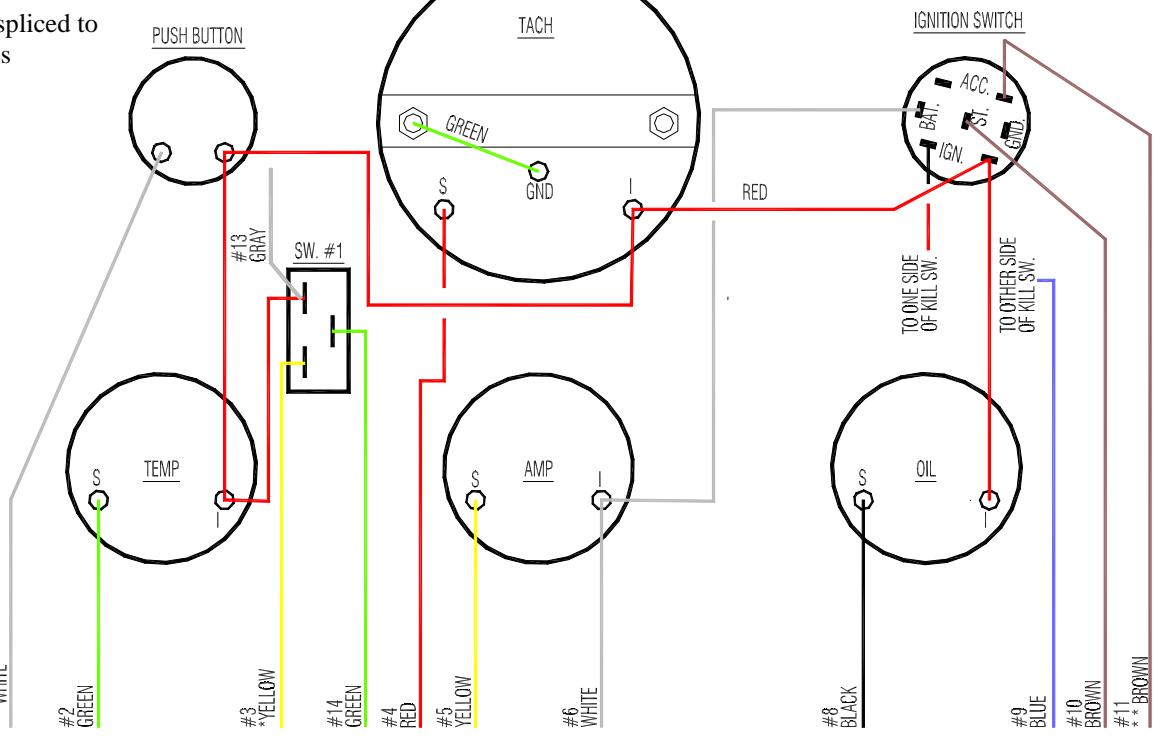 spliced to
s
PUSH BUTTON
TACH
IGNITION SWITCH
ACC.
BAT.
ST.
GND.
IGN.
GREEN
GND
S
I
RED
#13
GRAY
SW. #1
TO ONE SIDE
OF KILL SW.
TO OTHER SIDE
OF KILL SW.
TEMP
S
I
AMP
S
I
OIL
S
I
WHITE
#2
GREEN
#3
*YELLOW
#14
GREEN
#4
RED
#5
YELLOW
#6
WHITE
#8
BLACK
#9
BLUE
#10
BROWN
#11
** BROWN